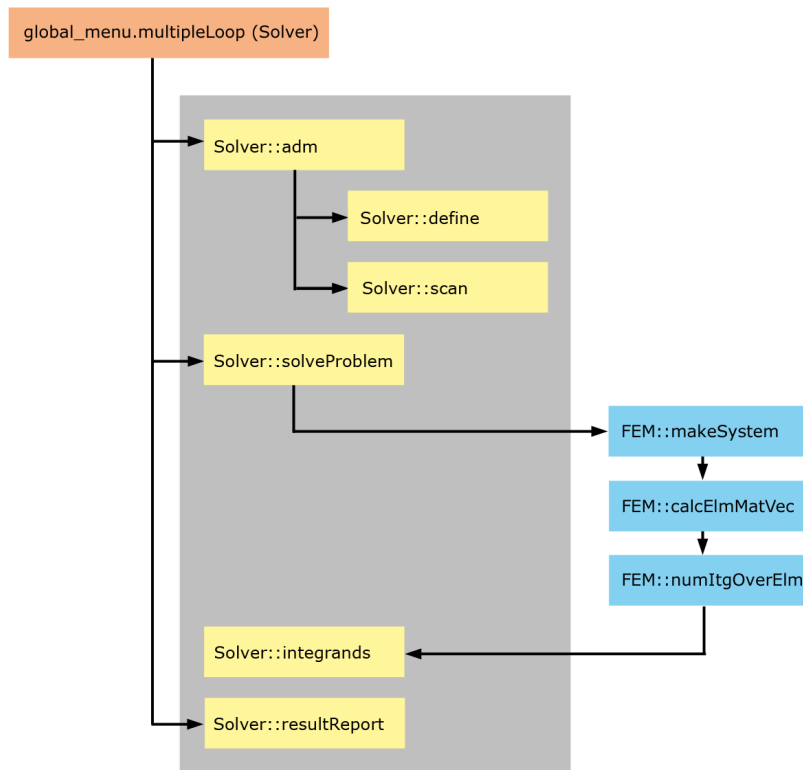 global_menu.multipleLoop (Solver)
Solver::adm
Solver::define
Solver::scan
Solver::solveProblem
FEM::makeSystem
FEM::calcElmMatVec
FEM::numItgOverElm
Solver::integrands
Solver::resultReport